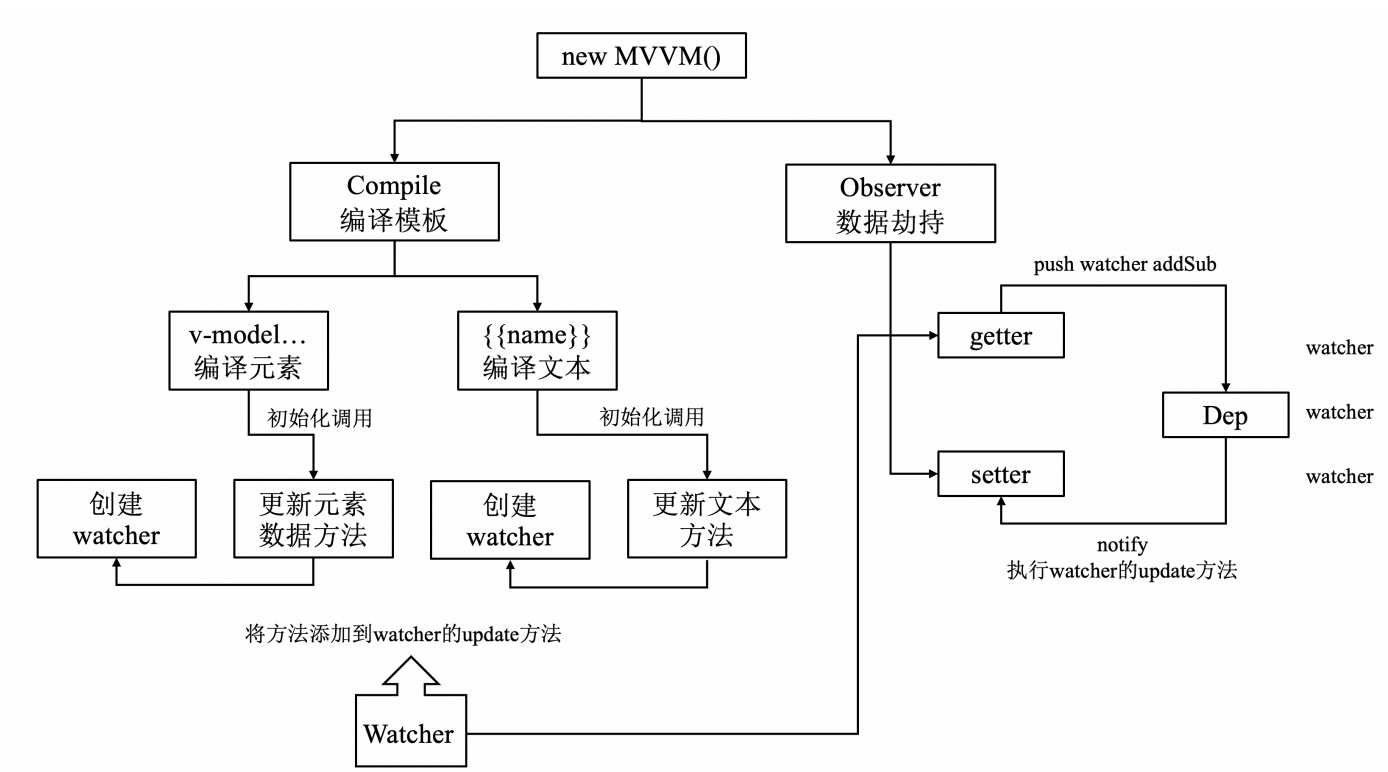 new MVVM()
Compile
编译模板
Observer
数据劫持
push watcher addSub
v-model…
编译元素
{{name}}
编译文本
getter
watcher
初始化调用
初始化调用
Dep
watcher
setter
watcher
创建
watcher
更新元素
数据方法
创建
watcher
更新文本
方法
notify
执行watcher的update方法
将方法添加到watcher的update方法
Watcher